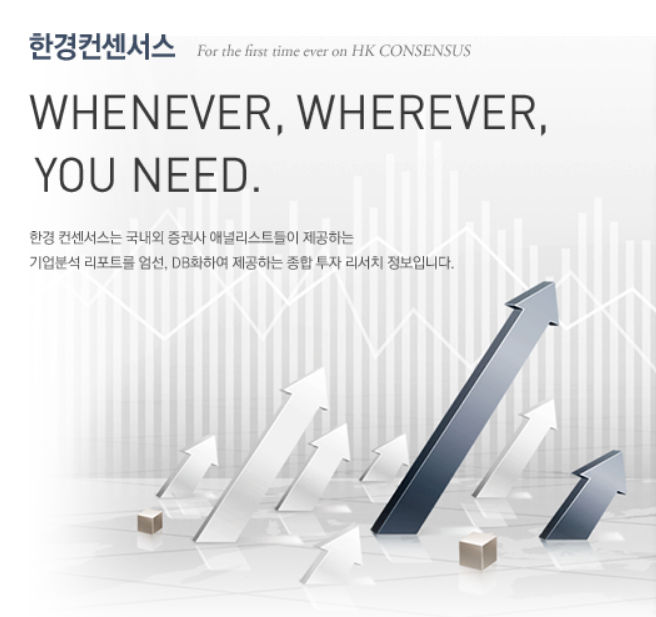 한경컨센서스 For the first time ever on HK CONSENSUS
WHENEVER, WHEREVER,
YOU NEED.
한경 컨센서스는 국내외 증권사 애널리스트들이 제공하는
기업분석 리포트를 엄선, DB화하여 제공하는 종합 투자 리서치 정보입니다.